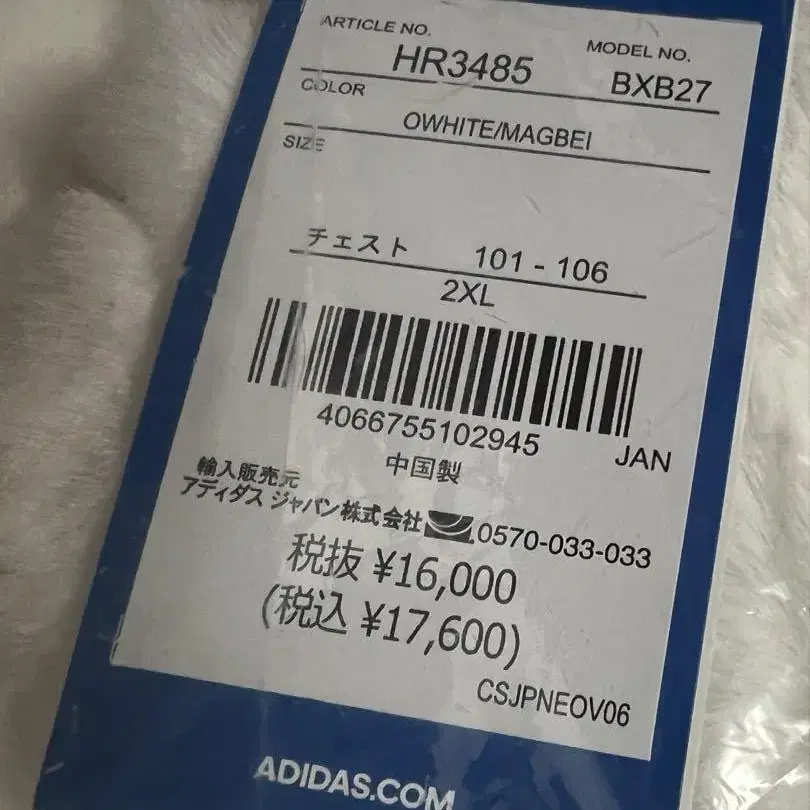 ARTICLE NO.
HR3485
MODEL NO.
BXB27
COLOR
OWHITE/MAGBEI
SIZE
チェスト 101 - 106
2XL
4066755102945
JAN
中国製
輸入販売元
アディダス ジャパン株式会社 0570-033-033
税抜 ¥16,000
(税込 ¥17,600)
CSJPNEOV06
ADIDAS.COM